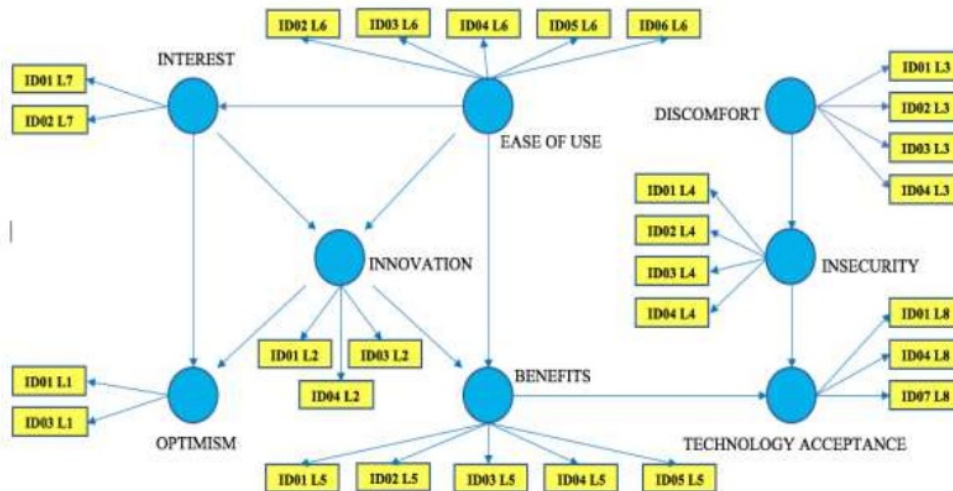 ID02 L6
ID03 L6
ID04 L6
ID05 L6
ID06 L6
INTEREST
ID01 L7
ID02 L7
EASE OF USE
DISCOMFORT
ID01 L3
ID02 L3
ID03 L3
ID04 L3
ID01 L4
ID02 L4
ID03 L4
ID04 L4
INNOVATION
INSECURITY
ID01 L2
ID03 L2
ID04 L2
ID01 L8
ID04 L8
ID07 L8
ID01 L1
ID03 L1
OPTIMISM
BENEFITS
TECHNOLOGY ACCEPTANCE
ID01 L5
ID02 L5
ID03 L5
ID04 L5
ID05 L5